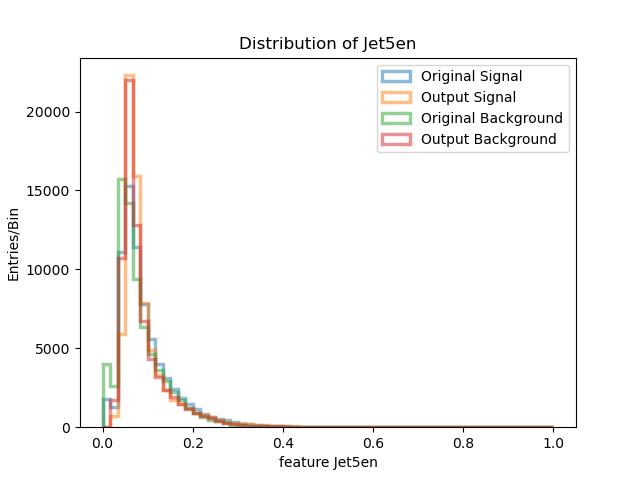 Distribution of Jet5en
Original Signal
Output Signal
Original Background
Output Background
Entries/Bin
20000
15000
10000
5000
0
0.0 0.2 0.4 0.6 0.8 1.0
feature Jet5en